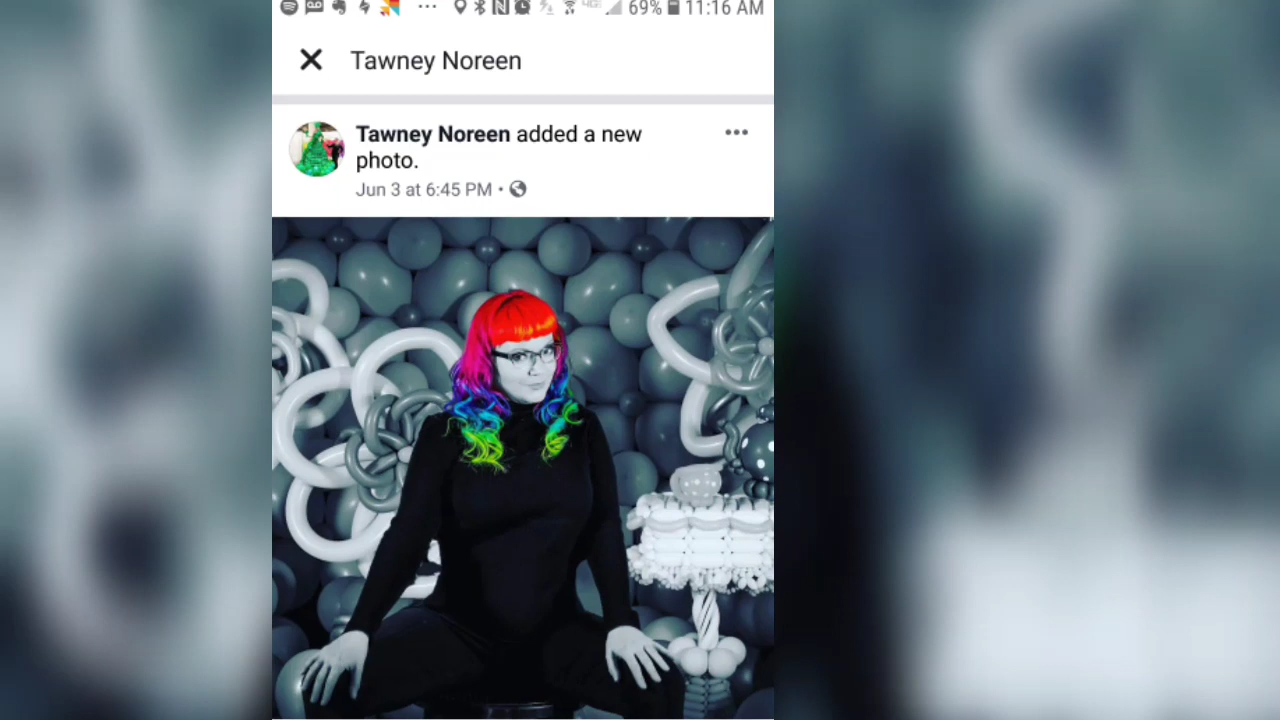 69% 11:16 AM
Tawney Noreen
Tawney Noreen added a new
photo.
Jun 3 at 6:45 PM •